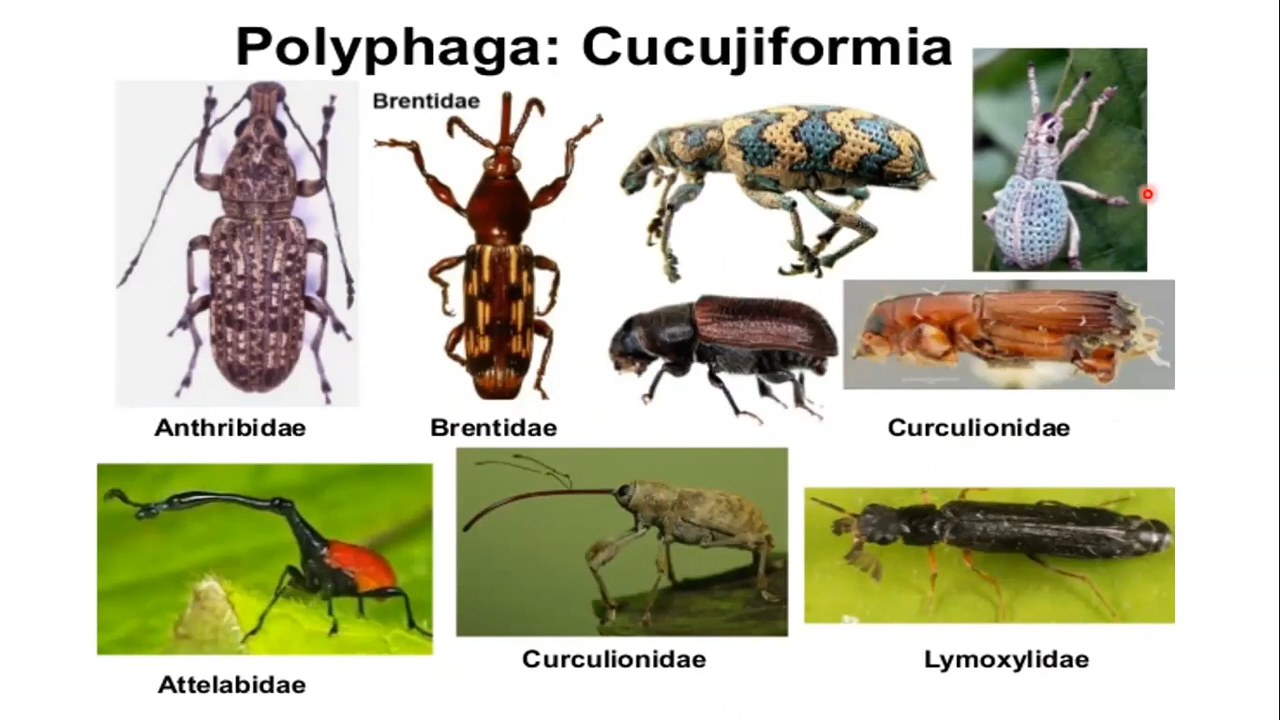 Polyphaga: Cucujiformia
Brentidae
Anthribidae
Brentidae
Curculionidae
Attelabidae
Curculionidae
Lymoxylidae